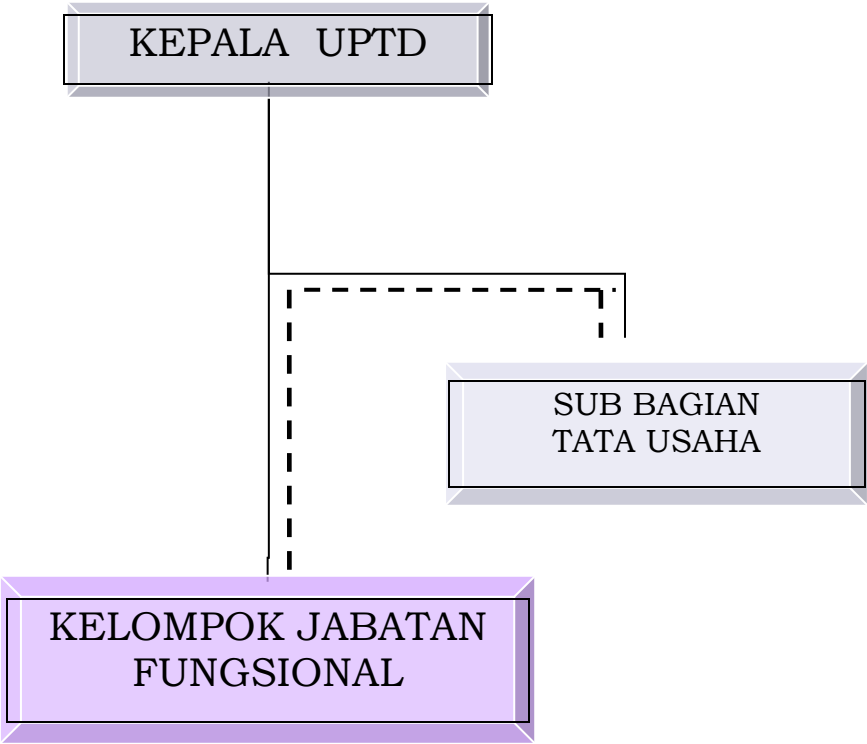 KEPALA UPTD
SUB BAGIAN
TATA USAHA
KELOMPOK JABATAN
FUNGSIONAL